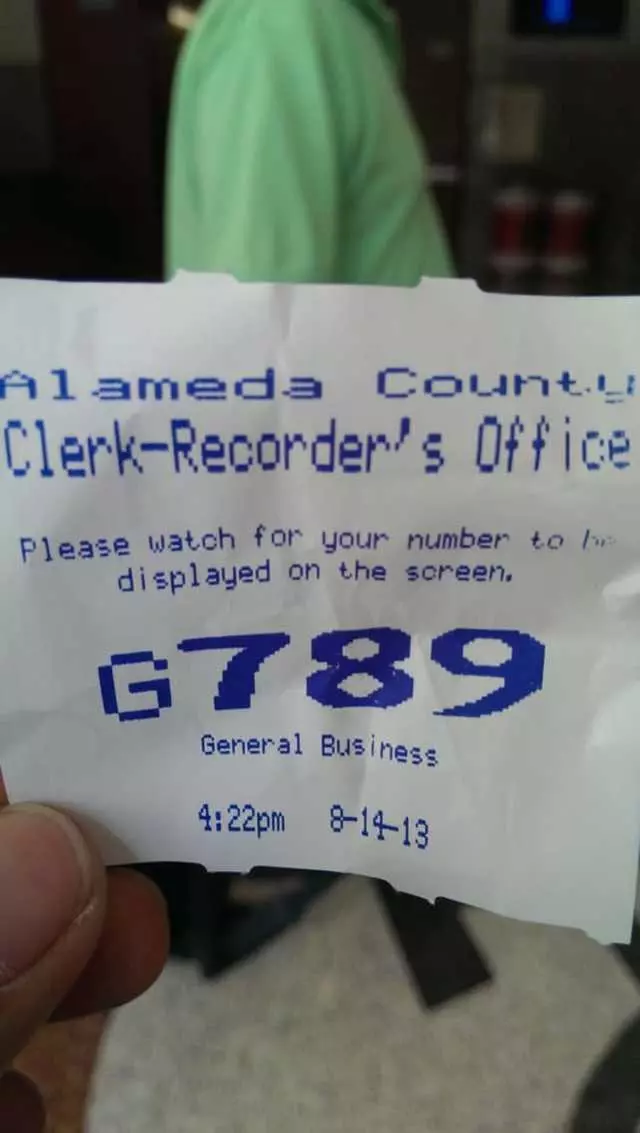 Alameda County
Clerk-Recorder's Office
Please watch for your number to be
displayed on the screen.
G789
General Business
4:22pm 8-14-13